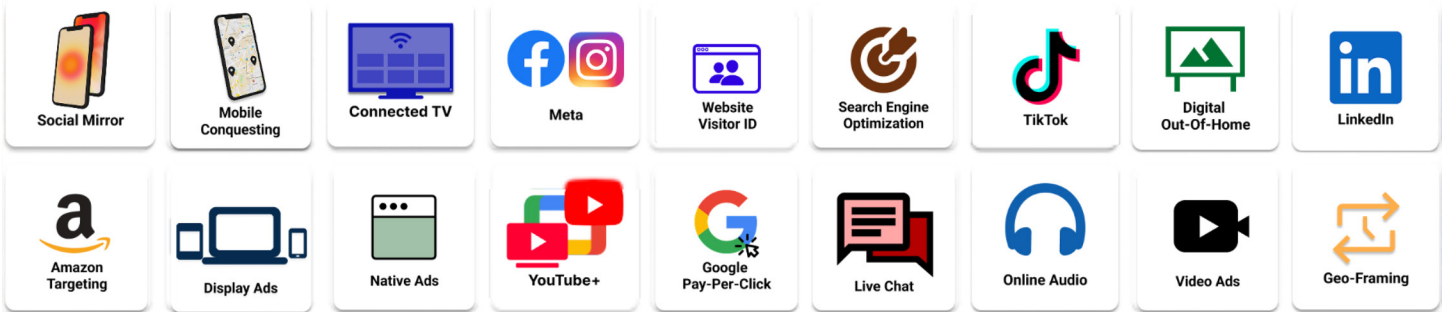 Social Mirror
Mobile
Conquesting
Connected TV
Meta
Website
Visitor ID
Search Engine
Optimization
TikTok
Digital
Out-Of-Home
in
LinkedIn
a
Amazon
Targeting
Display Ads
Native Ads
YouTube+
G
Google
Pay-Per-Click
Live Chat
Online Audio
Video Ads
Geo-Framing